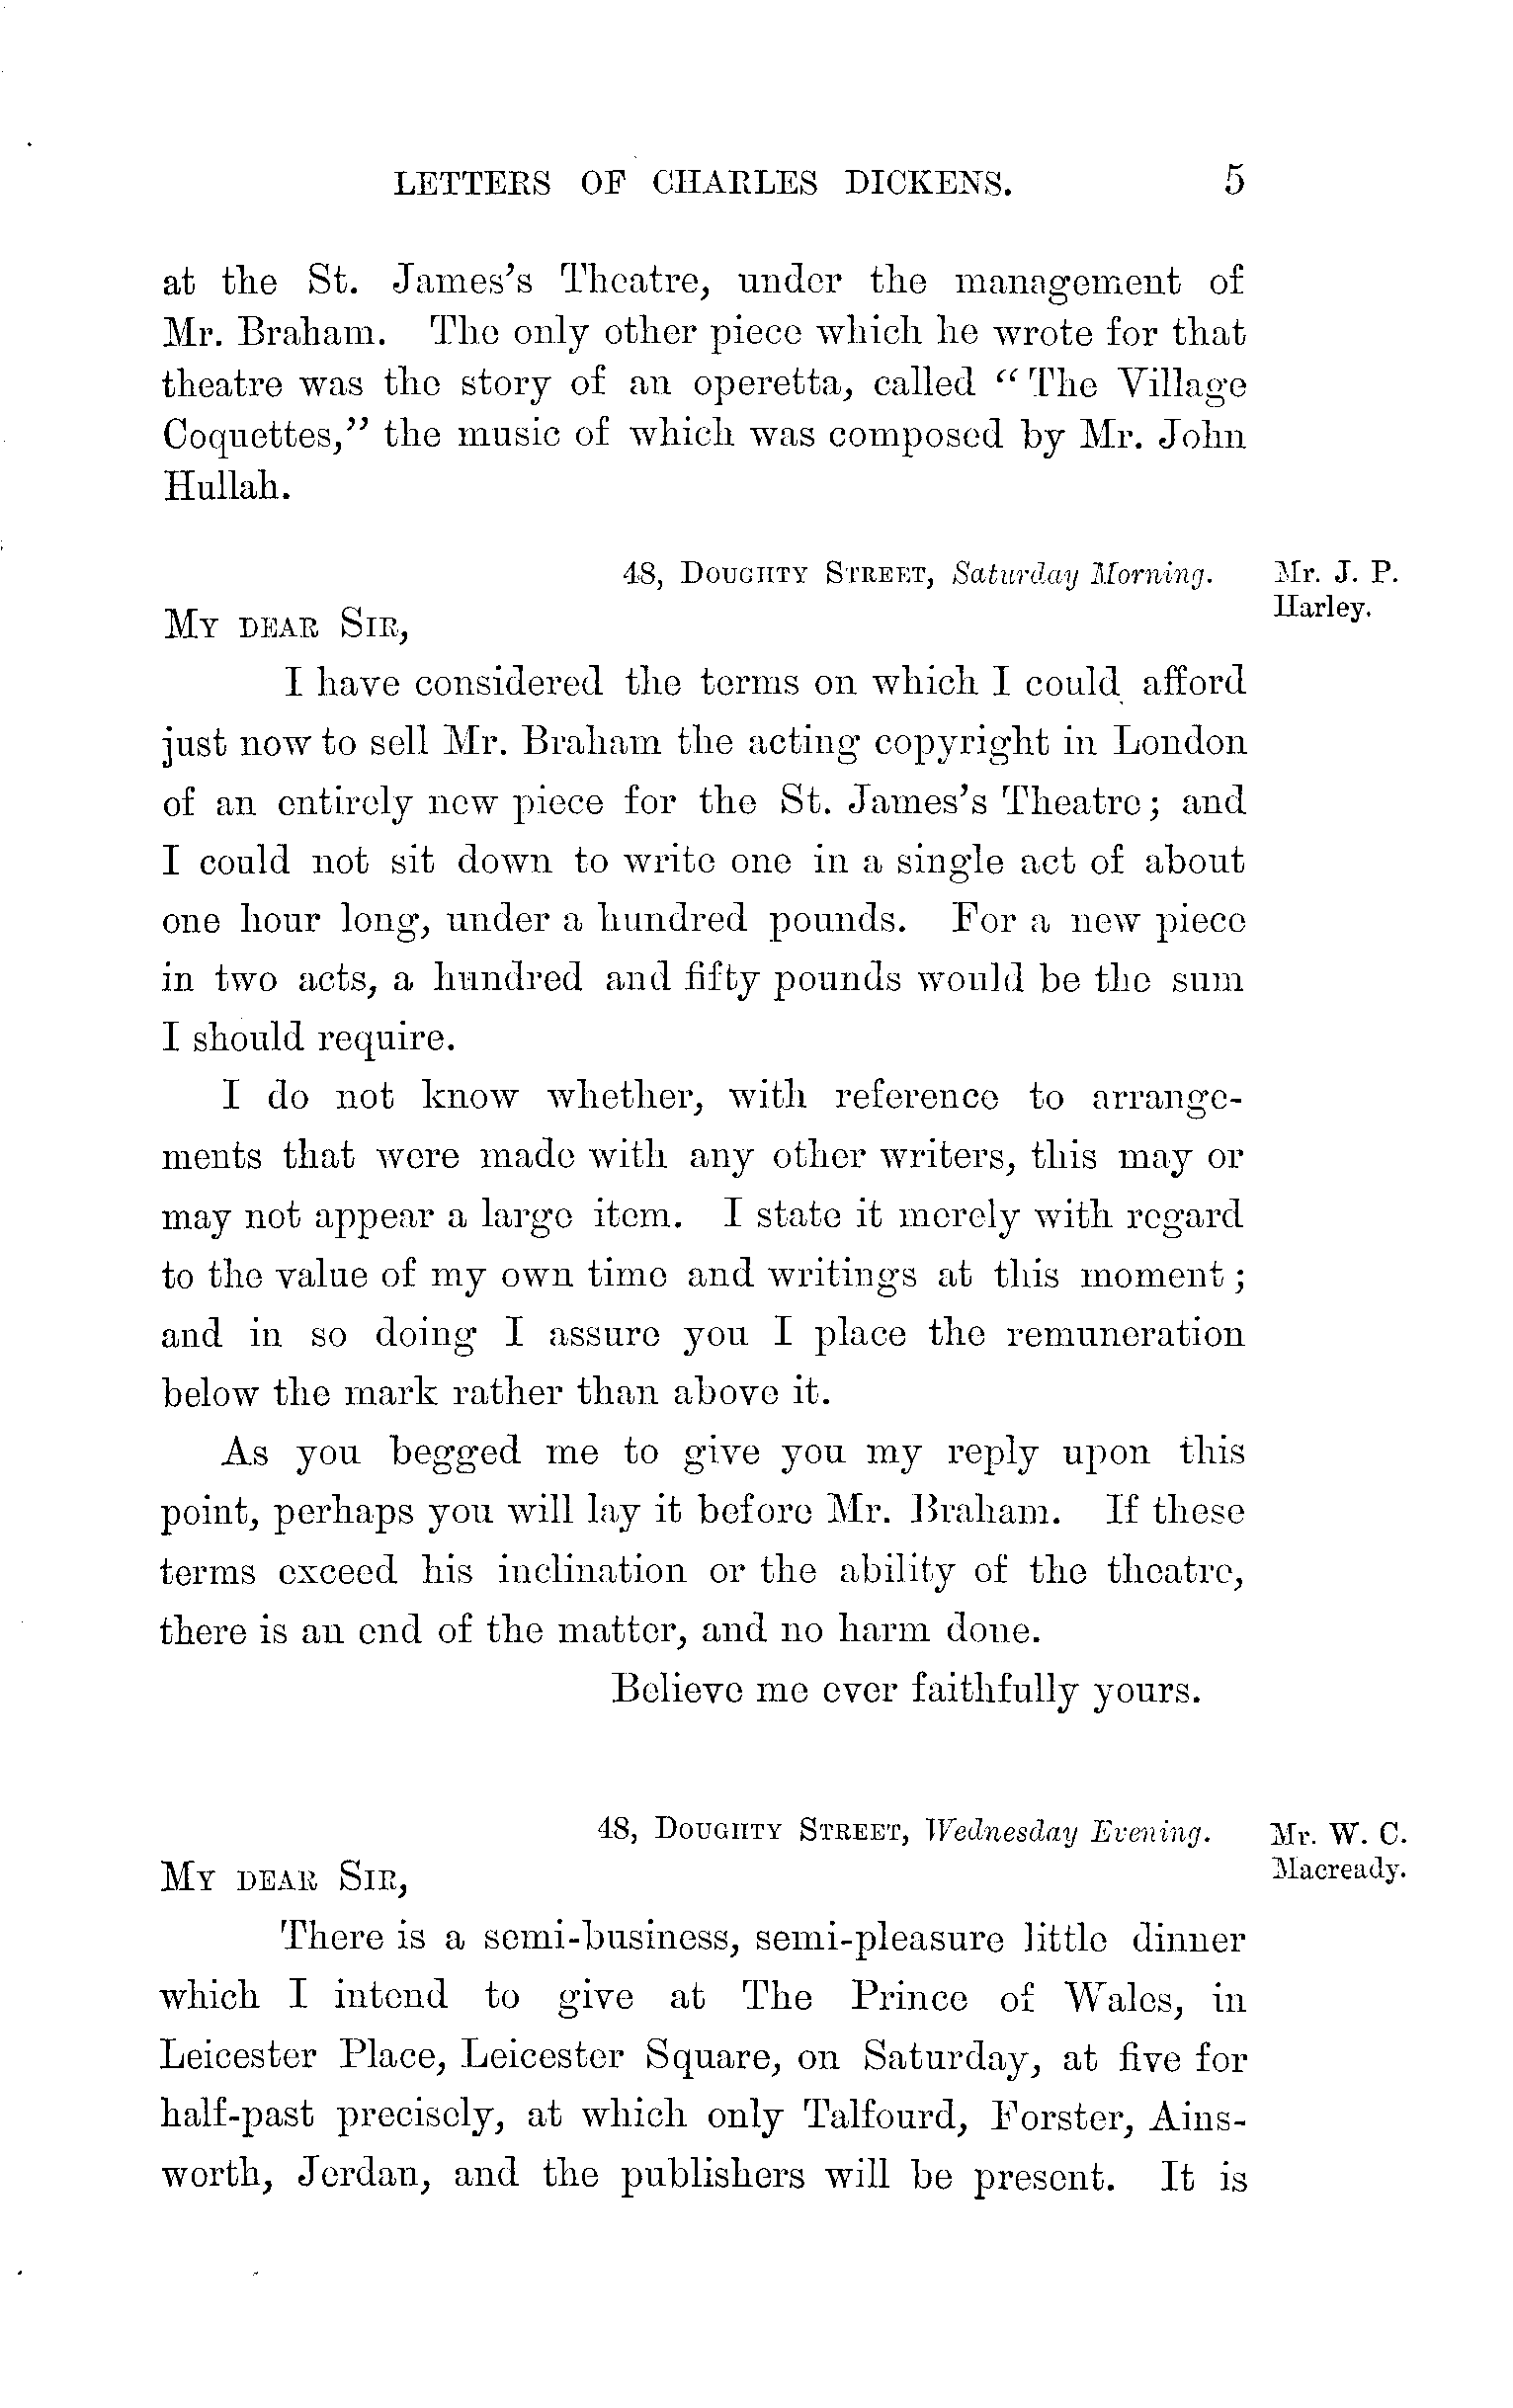 LETTERS OF CHARLES DICKENS. 5
at the St. James's Theatre, under the management of
Mr. Braham. The only other piece which he wrote for that
theatre was the story of an operetta, called "The Village
Coquettes," the music of which was composed by Mr. John
Hullah.
48, DOUGHTY STREET, Saturday Morning.
Mr. J. P.
Harley.
MY DEAR SIR,
I have considered the terms on which I could afford
just now to sell Mr. Braham the acting copyright in London
of an entirely new piece for the St. James's Theatre; and
I could not sit down to write one in a single act of about
one hour long, under a hundred pounds. For a new piece
in two acts, a hundred and fifty pounds would be the sum
I should require.
I do not know whether, with reference to arrange-
ments that were made with any other writers, this may or
may not appear a large item. I state it merely with regard
to the value of my own time and writings at this moment;
and in so doing I assure you I place the remuneration
below the mark rather than above it.
As you begged me to give you my reply upon this
point, perhaps you will lay it before Mr. Braham. If these
terms exceed his inclination or the ability of the theatre,
there is an end of the matter, and no harm done.
Believe me ever faithfully yours.
48, DOUGHTY STREET, Wednesday Evening.
Mr. W. C.
Macready.
MY DEAR SIR,
There is a semi-business, semi-pleasure little dinner
which I intend to give at The Prince of Wales, in
Leicester Place, Leicester Square, on Saturday, at five for
half-past precisely, at which only Talfourd, Forster, Ains-
worth, Jerdan, and the publishers will be present. It is